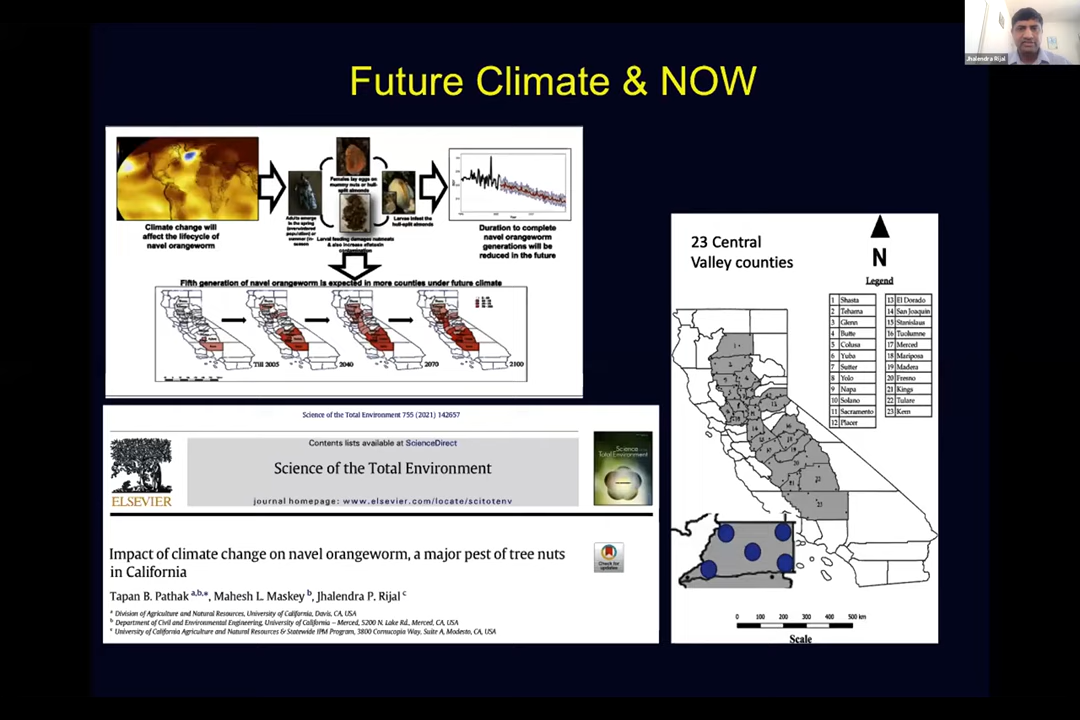 Jhalendra Rijal
Future Climate & NOW
Climate change will
affect the lifecycle of
navel orangeworm
Females lay eggs on
mummy nuts or hull-
split almonds
Adults emerge in
the spring
(overwintered
population) or
summer (in-
season
Larvae infest the
hull-split almonds
Larval feeding damages nutmeats
& also increase aflatoxin
contamination
Duration to complete
navel orangeworm
generations will be
reduced in the future
Fifth generation of navel orangeworm is expected in more counties under future climate
Till 2005
2040
2070
2100
Science of the Total Environment 755 (2021) 142657
Contents lists available at ScienceDirect
Science of the Total Environment
journal homepage: www.elsevier.com/locate/scitotenv
ELSEVIER
Science of the
Total Environment
Impact of climate change on navel orangeworm, a major pest of tree nuts
in California
Check for
updates
Tapan B. Pathak a,b,*, Mahesh L. Maskey b, Jhalendra P. Rijal c
a Division of Agriculture and Natural Resources, University of California, Davis, CA, USA
b Department of Civil and Environmental Engineering, University of California – Merced, 5200 N. Lake Rd., Merced, CA, USA
c University of California Agriculture and Natural Resources & Statewide IPM Program, 3800 Cornucopia Way, Suite A, Modesto, CA, USA
23 Central
Valley counties
N
Legend
1 Shasta
2 Tehama
3 Glenn
4 Butte
5 Colusa
6 Yuba
7 Sutter
8 Yolo
9 Napa
10 Solano
11 Sacramento
12 Placer
13 El Dorado
14 San Joaquin
15 Stanislaus
16 Tuolumne
17 Merced
18 Mariposa
19 Madera
20 Fresno
21 Kings
22 Tulare
23 Kern
0 100 200 300 400 500 km
Scale